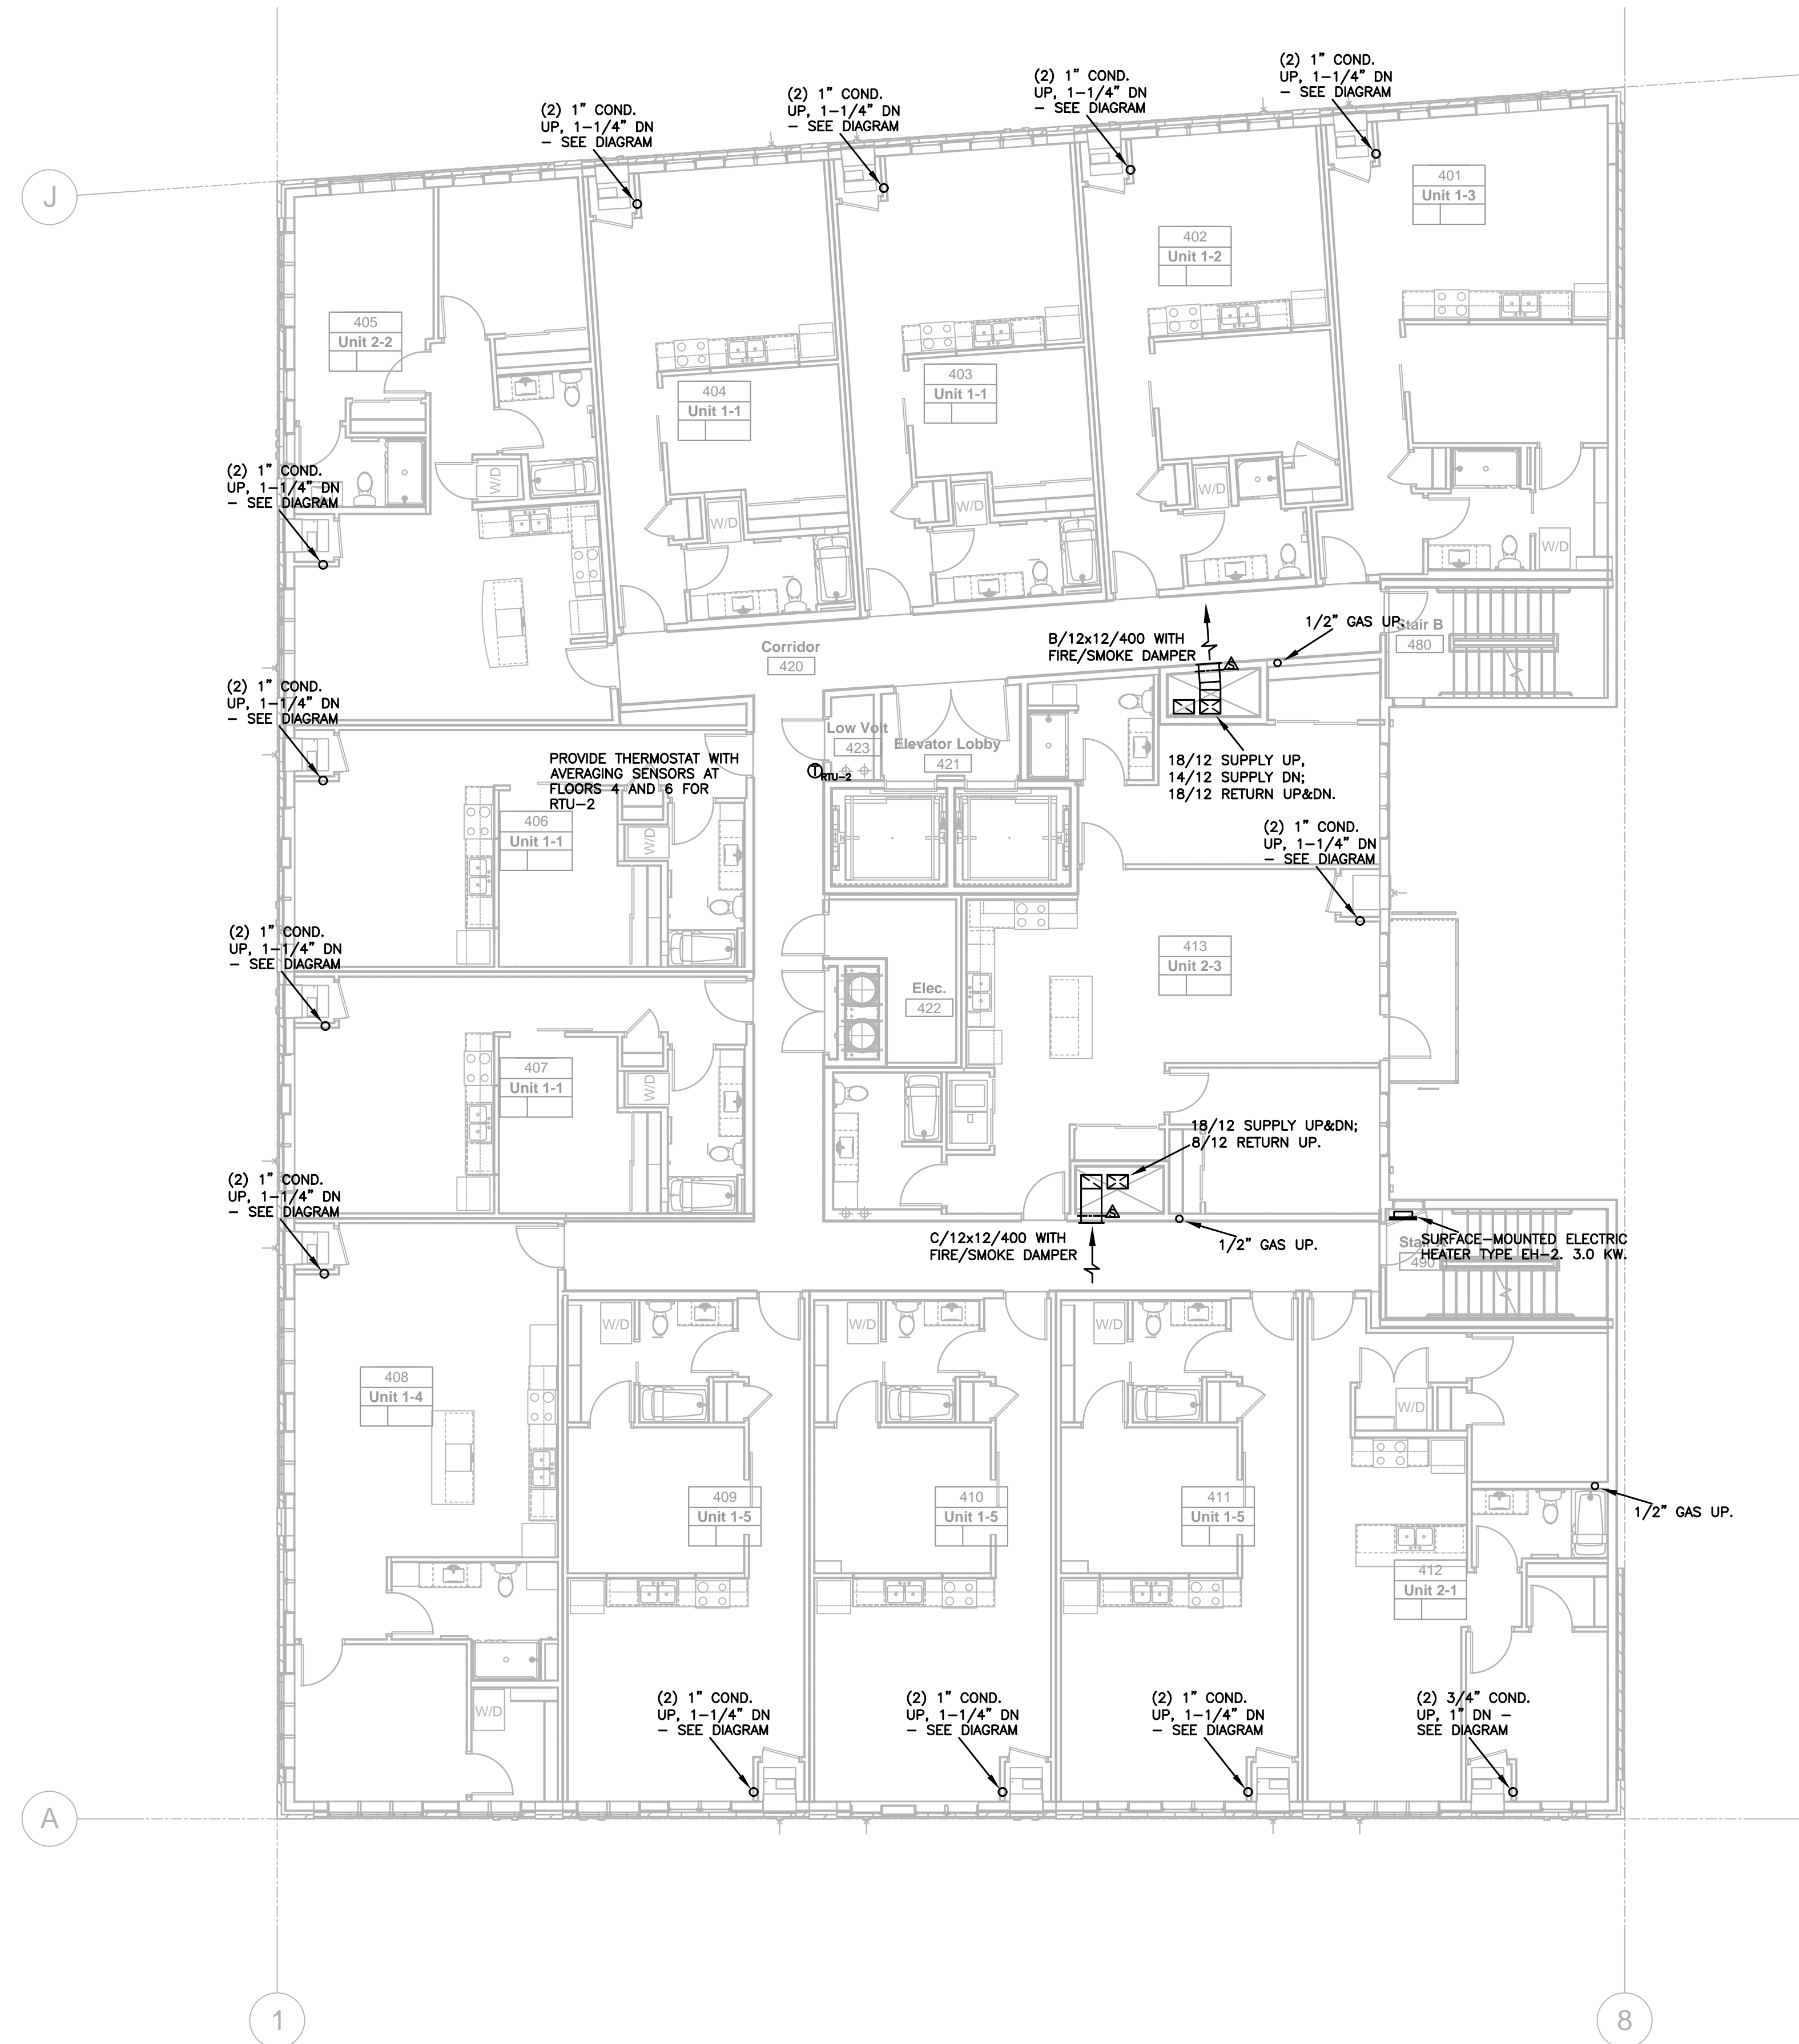 (2) 1" COND.
UP, 1-1/4" DN
- SEE DIAGRAM
(2) 1" COND.
UP, 1-1/4" DN
- SEE DIAGRAM
(2) 1" COND.
UP, 1-1/4" DN
- SEE DIAGRAM
(2) 1" COND.
UP, 1-1/4" DN
- SEE DIAGRAM
J
401
Unit 1-3
402
Unit 1-2
405
Unit 2-2
404
Unit 1-1
403
Unit 1-1
(2) 1" COND.
UP, 1-1/4" DN
- SEE DIAGRAM
W/D
W/D
W/D
W/D
W/D
Corridor
420
B/12x12/400 WITH
FIRE/SMOKE DAMPER
1/2" GAS UP.
Stair B
480
(2) 1" COND.
UP, 1-1/4" DN
- SEE DIAGRAM
PROVIDE THERMOSTAT WITH
AVERAGING SENSORS AT
FLOORS 4 AND 6 FOR
RTU-2
Low Volt
423
T RTU-2
Elevator Lobby
421
S
18/12 SUPPLY UP,
14/12 SUPPLY DN;
18/12 RETURN UP&DN.
406
Unit 1-1
W/D
(2) 1" COND.
UP, 1-1/4" DN
- SEE DIAGRAM
(2) 1" COND.
UP, 1-1/4" DN
- SEE DIAGRAM
413
Unit 2-3
Elec.
422
407
Unit 1-1
W/D
18/12 SUPPLY UP&DN;
8/12 RETURN UP.
(2) 1" COND.
UP, 1-1/4" DN
- SEE DIAGRAM
S
C/12x12/400 WITH
FIRE/SMOKE DAMPER
1/2" GAS UP.
Stair
490
SURFACE-MOUNTED ELECTRIC
HEATER TYPE EH-2. 3.0 KW.
W/D
W/D
W/D
W/D
408
Unit 1-4
409
Unit 1-5
410
Unit 1-5
411
Unit 1-5
1/2" GAS UP.
412
Unit 2-1
W/D
(2) 1" COND.
UP, 1-1/4" DN
- SEE DIAGRAM
(2) 1" COND.
UP, 1-1/4" DN
- SEE DIAGRAM
(2) 1" COND.
UP, 1-1/4" DN
- SEE DIAGRAM
(2) 3/4" COND.
UP, 1" DN -
SEE DIAGRAM
A
1
8